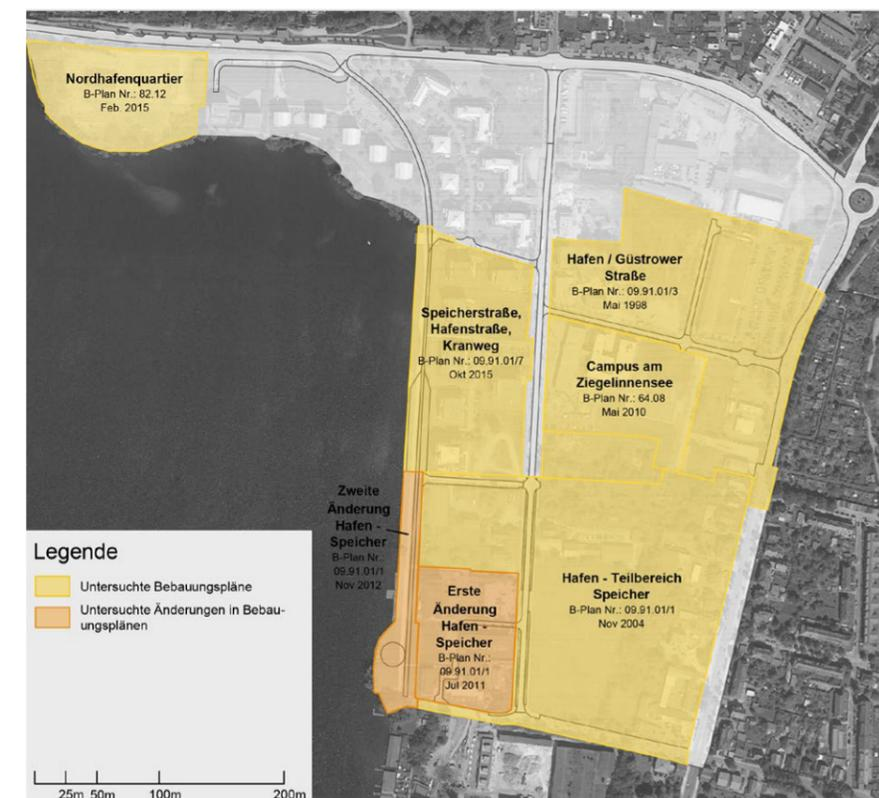 Nordhafenquartier
B-Plan Nr.: 82.12
Feb. 2015
Hafen / Güstrower
Straße
B-Plan Nr.: 09.91.01/3
Mai 1998
Speicherstraße,
Hafenstraße,
Kranweg
B-Plan Nr.: 09.91.01/7
Okt 2015
Campus am
Ziegelinnensee
B-Plan Nr.: 64.08
Mai 2010
Zweite
Änderung
Hafen -
Speicher
B-Plan Nr.:
09.91.01/1
Nov 2012
Erste
Änderung
Hafen -
Speicher
B-Plan Nr.:
09.91.01/1
Jul 2011
Hafen - Teilbereich
Speicher
B-Plan Nr.: 09.91.01/1
Nov 2004
Legende
Untersuchte Bebauungspläne
Untersuchte Änderungen in Bebau-
ungsplänen
25m 50m 100m 200m